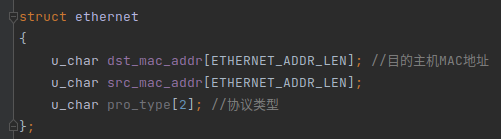 struct ethernet
{
u_char dst_mac_addr[ETHERNET_ADDR_LEN]; //目的主机MAC地址
u_char src_mac_addr[ETHERNET_ADDR_LEN];
u_char pro_type[2]; //协议类型
};